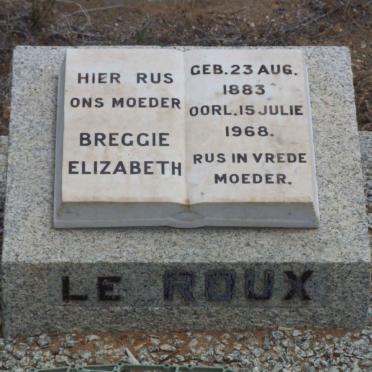 HIER RUS
ONS MOEDER
BREGGIE
ELIZABETH
GEB. 23 AUG.
1883
OORL. 15 JULIE
1968.
RUS IN VREDE
MOEDER.
LE ROUX